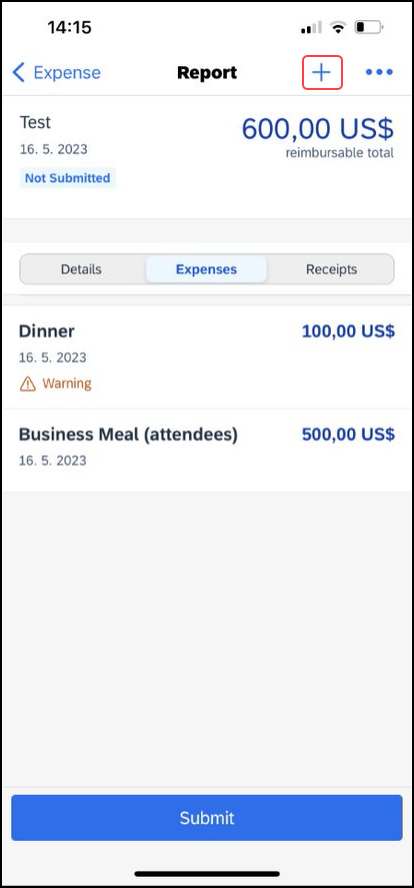 14:15
Expense
Report
Test
600,00 US$
16. 5. 2023
reimbursable total
Not Submitted
Details
Expenses
Receipts
Dinner
100,00 US$
16. 5. 2023
Warning
Business Meal (attendees)
500,00 US$
16. 5. 2023
Submit